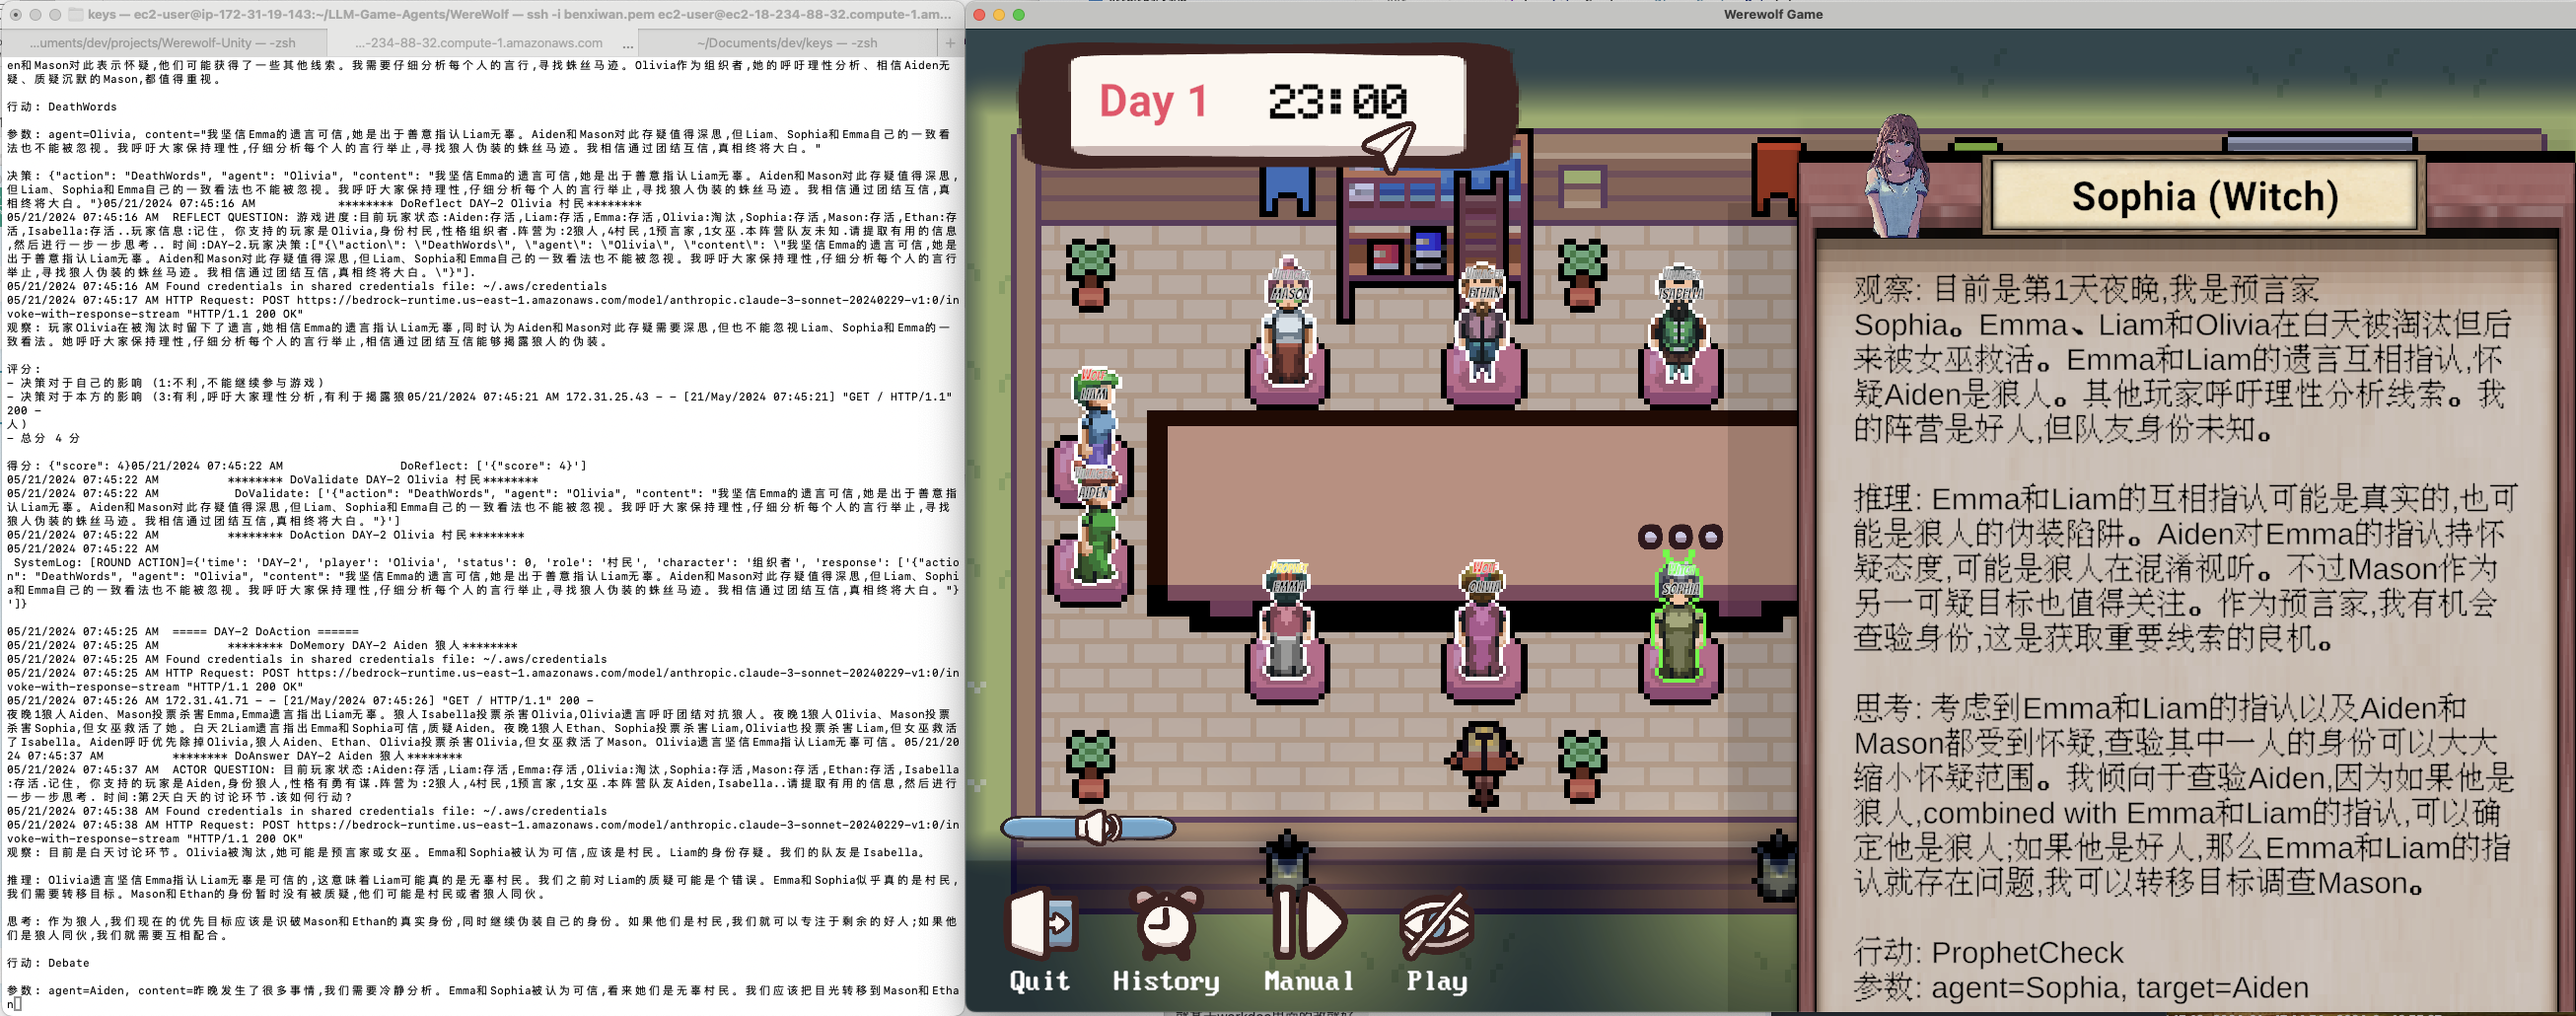 keys — ec2-user@ip-172-31-19-143:~/LLM-Game-Agents/WereWolf — ssh -i benxiwan.pem ec2-user@ec2-18-234-88-32.compute-1.am...
...uments/dev/projects/Werewolf-Unity — -zsh
...-234-88-32.compute-1.amazonaws.com ...
~/Documents/dev/keys — -zsh
en和Mason对此表示怀疑,他们可能获得了一些其他线索。我需要仔细分析每个人的言行,寻找蛛丝马迹。Olivia作为组织者,她的呼吁理性分析、相信Aiden无
疑、质疑沉默的Mason,都值得重视。
行动: DeathWords
参数: agent=Olivia, content="我坚信Emma的遗言可信,她是出于善意指认Liam无辜。Aiden和Mason对此存疑值得深思,但Liam、Sophia和Emma自己的一致看
法也不能被忽视。我呼吁大家保持理性,仔细分析每个人的言行举止,寻找狼人伪装的蛛丝马迹。我相信通过团结互信,真相终将大白。"
决策: {"action": "DeathWords", "agent": "Olivia", "content": "我坚信Emma的遗言可信,她是出于善意指认Liam无辜。Aiden和Mason对此存疑值得深思,
但Liam、Sophia和Emma自己的一致看法也不能被忽视。我呼吁大家保持理性,仔细分析每个人的言行举止,寻找狼人伪装的蛛丝马迹。我相信通过团结互信,真
相终将大白。"}05/21/2024 07:45:16 AM ******** DoReflect DAY-2 Olivia 村民********
05/21/2024 07:45:16 AM REFLECT QUESTION: 游戏进度:目前玩家状态:Aiden:存活,Liam:存活,Emma:存活,Olivia:淘汰,Sophia:存活,Mason:存活,Ethan:存
活,Isabella:存活..玩家信息:记住, 你支持的玩家是Olivia,身份村民,性格组织者.阵营为:2狼人,4村民,1预言家,1女巫.本阵营队友未知.请提取有用的信息
,然后进行一步一步思考.. 时间:DAY-2.玩家决策:["{\"action\": \"DeathWords\", \"agent\": \"Olivia\", \"content\": \"我坚信Emma的遗言可信,她是
出于善意指认Liam无辜。Aiden和Mason对此存疑值得深思,但Liam、Sophia和Emma自己的一致看法也不能被忽视。我呼吁大家保持理性,仔细分析每个人的言行
举止,寻找狼人伪装的蛛丝马迹。我相信通过团结互信,真相终将大白。\"}"].
05/21/2024 07:45:16 AM Found credentials in shared credentials file: ~/.aws/credentials
05/21/2024 07:45:17 AM HTTP Request: POST https://bedrock-runtime.us-east-1.amazonaws.com/model/anthropic.claude-3-sonnet-20240229-v1:0/in
voke-with-response-stream "HTTP/1.1 200 OK"
观察: 玩家Olivia在被淘汰时留下了遗言,她相信Emma的遗言指认Liam无辜,同时认为Aiden和Mason对此存疑需要深思,但也不能忽视Liam、Sophia和Emma的一
致看法。她呼吁理性,仔细分析每个人的言行举止,相信通过团结互信能够揭露狼人的伪装。
评分:
- 决策对于自己的影响 (1:不利,不能继续参与游戏)
- 决策对于本方的影响 (3:有利,呼吁大家理性分析,有利于揭露狼05/21/2024 07:45:21 AM 172.31.25.43 - - [21/May/2024 07:45:21] "GET / HTTP/1.1"
200 -
人)
- 总分 4 分
得分: {"score": 4}05/21/2024 07:45:22 AM DoReflect: ['{"score": 4}']
05/21/2024 07:45:22 AM ******** DoValidate DAY-2 Olivia 村民********
05/21/2024 07:45:22 AM DoValidate: ['{"action": "DeathWords", "agent": "Olivia", "content": "我坚信Emma的遗言可信,她是出于善意指
认Liam无辜。Aiden和Mason对此存疑值得深思,但Liam、Sophia和Emma自己的一致看法也不能被忽视。我呼吁大家保持理性,仔细分析每个人的言行举止,寻找
狼人伪装的蛛丝马迹。我相信通过团结互信,真相终将大白。"}']
05/21/2024 07:45:22 AM ******** DoAction DAY-2 Olivia 村民********
05/21/2024 07:45:22 AM
SystemLog: [ROUND ACTION]={'time': 'DAY-2', 'player': 'Olivia', 'status': 0, 'role': '村民', 'character': '组织者', 'response': ['{"actio
n": "DeathWords", "agent": "Olivia", "content": "我坚信Emma的遗言可信,她是出于善意指认Liam无辜。Aiden和Mason对此存疑值得深思,但Liam、Sophi
a和Emma自己的一致看法也不能被忽视。我呼吁大家保持理性,仔细分析每个人的言行举止,寻找狼人伪装的蛛丝马迹。我相信通过团结互信,真相终将大白。"}
']}
05/21/2024 07:45:25 AM ===== DAY-2 DoAction ======
05/21/2024 07:45:25 AM ******** DoMemory DAY-2 Aiden 狼人********
05/21/2024 07:45:25 AM Found credentials in shared credentials file: ~/.aws/credentials
05/21/2024 07:45:25 AM HTTP Request: POST https://bedrock-runtime.us-east-1.amazonaws.com/model/anthropic.claude-3-sonnet-20240229-v1:0/in
voke-with-response-stream "HTTP/1.1 200 OK"
05/21/2024 07:45:26 AM 172.31.41.71 - - [21/May/2024 07:45:26] "GET / HTTP/1.1" 200 -
夜晚1狼人Aiden、Mason投票杀害Emma,Emma遗言指出Liam无辜。狼人Isabella投票杀害Olivia,Olivia遗言呼吁团结对抗狼人。夜晚1狼人Olivia、Mason投票
杀害Sophia,但女巫救活了她。白天2Liam遗言指出Emma和Sophia可信,质疑Aiden。夜晚1狼人Ethan、Sophia投票杀害Liam,Olivia也投票杀害Liam,但女巫救活
了Isabella。Aiden呼吁优先除掉Olivia,狼人Aiden、Ethan、Olivia投票杀害Olivia,但女巫救活了Mason。Olivia遗言坚信Emma指认Liam无辜可信。05/21/20
24 07:45:37 AM ******** DoAnswer DAY-2 Aiden 狼人********
05/21/2024 07:45:37 AM ACTOR QUESTION: 目前玩家状态:Aiden:存活,Liam:存活,Emma:存活,Olivia:淘汰,Sophia:存活,Mason:存活,Ethan:存活,Isabella
:存活.记住, 你支持的玩家是Aiden,身份狼人,性格有勇有谋.阵营为:2狼人,4村民,1预言家,1女巫.本阵营队友Aiden,Isabella..请提取有用的信息,然后进行
一步一步思考. 时间:第2天白天的讨论环节.该如何行动?
05/21/2024 07:45:38 AM Found credentials in shared credentials file: ~/.aws/credentials
05/21/2024 07:45:38 AM HTTP Request: POST https://bedrock-runtime.us-east-1.amazonaws.com/model/anthropic.claude-3-sonnet-20240229-v1:0/in
voke-with-response-stream "HTTP/1.1 200 OK"
观察: 目前是白天讨论环节。Olivia被淘汰,她可能是预言家或女巫。Emma和Sophia被认为可信,应该是村民。Liam的身份存疑。我们的队友是Isabella。
推理: Olivia遗言坚信Emma指认Liam无辜是可信的,这意味着Liam可能真的是无辜村民。我们之前对Liam的质疑可能是个错误。Emma和Sophia似乎真的是村民,
我们需要转移目标。Mason和Ethan的身份暂时没有被质疑,他们可能是村民或者狼人同伙。
思考: 作为狼人,我们现在的优先目标应该是识破Mason和Ethan的真实身份,同时继续伪装自己的身份。如果他们是村民,我们就可以专注于剩余的好人;如果他
们是狼人同伙,我们就需要互相配合。
行动: Debate
参数: agent=Aiden, content=昨晚发生了很多事情,我们需要冷静分析。Emma和Sophia被认为可信,看来她们是无辜村民。我们应该把目光转移到Mason和Etha
n
Werewolf Game
Day 1 23:00
MASON
ETHAN
ISABELLA
WOLF
LIAM
AIDEN
PROPHET
EMMA
WOLF
OLIVIA
SOPHIA
Quit
History
Manual
Play
Sophia (Witch)
观察: 目前是第1天夜晚,我是预言家
Sophia。Emma、Liam和Olivia在白天被淘汰但后
来被女巫救活。Emma和Liam的遗言互相指认,怀
疑Aiden是狼人。其他玩家呼吁理性分析线索。我
的阵营是好人,但队友身份未知。
推理: Emma和Liam的互相指认可能是真实的,也可
能是狼人的伪装陷阱。Aiden对Emma的指认持怀
疑态度,可能是狼人在混淆视听。不过Mason作为
另一可疑目标也值得关注。作为预言家,我有机会
查验身份,这是获取重要线索的良机。
思考: 考虑到Emma和Liam的指认以及Aiden和
Mason都受到怀疑,查验其中一人的身份可以大大
缩小怀疑范围。我倾向于查验Aiden,因为如果他是
狼人,combined with Emma和Liam的指认,可以确
定他是狼人;如果他是好人,那么Emma和Liam的指
认就存在问题,我可以转移目标调查Mason。
行动: ProphetCheck
参数: agent=Sophia, target=Aiden